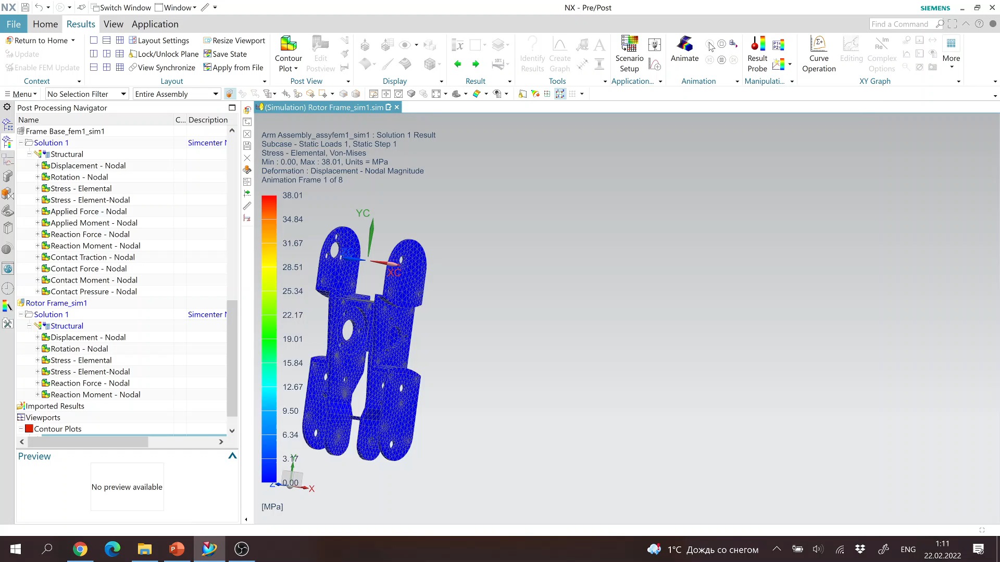 NX
Switch Window
Window
NX - Pre/Post
SIEMENS
File
Home
Results
View
Application
Find a Command
Return to Home
Update
Enable FEM Update
Context
Layout Settings
Lock/Unlock Plane
View Synchronize
Resize Viewport
Save State
Apply from File
Layout
Contour
Plot
Edit
Postview
Post View
Display
10%
Result
Identify
Results
Create
Graph
Tools
Scenario
Setup
Application...
Animate
Animation
Result
Probe
Manipulati...
Curve
Operation
Editing
Im
Re
Complex
Options
XY Graph
More
Menu
No Selection Filter
Entire Assembly
Post Processing Navigator
(Simulation) Rotor Frame_sim1.sim
Name
C...
Description
Frame Base_fem1_sim1
Solution 1
Simcenter N
Structural
Displacement - Nodal
Rotation - Nodal
Stress - Elemental
Stress - Element-Nodal
Applied Force - Nodal
Applied Moment - Nodal
Reaction Force - Nodal
Reaction Moment - Nodal
Contact Traction - Nodal
Contact Force - Nodal
Contact Moment - Nodal
Contact Pressure - Nodal
Rotor Frame_sim1
Solution 1
Simcenter N
Structural
Displacement - Nodal
Rotation - Nodal
Stress - Elemental
Stress - Element-Nodal
Reaction Force - Nodal
Reaction Moment - Nodal
Imported Results
Viewports
Contour Plots
Preview
No preview available
Arm Assembly_assyfem1_sim1 : Solution 1 Result
Subcase - Static Loads 1, Static Step 1
Stress - Elemental, Von-Mises
Min : 0.00, Max : 38.01, Units = MPa
Deformation : Displacement - Nodal Magnitude
Animation Frame 1 of 8
38.01
34.84
31.67
28.51
25.34
22.17
19.01
15.84
12.67
9.50
6.34
3.17
0.00
[MPa]
YC
XC
Y
Z
X
1°C Дождь со снегом
ENG
1:11
22.02.2022